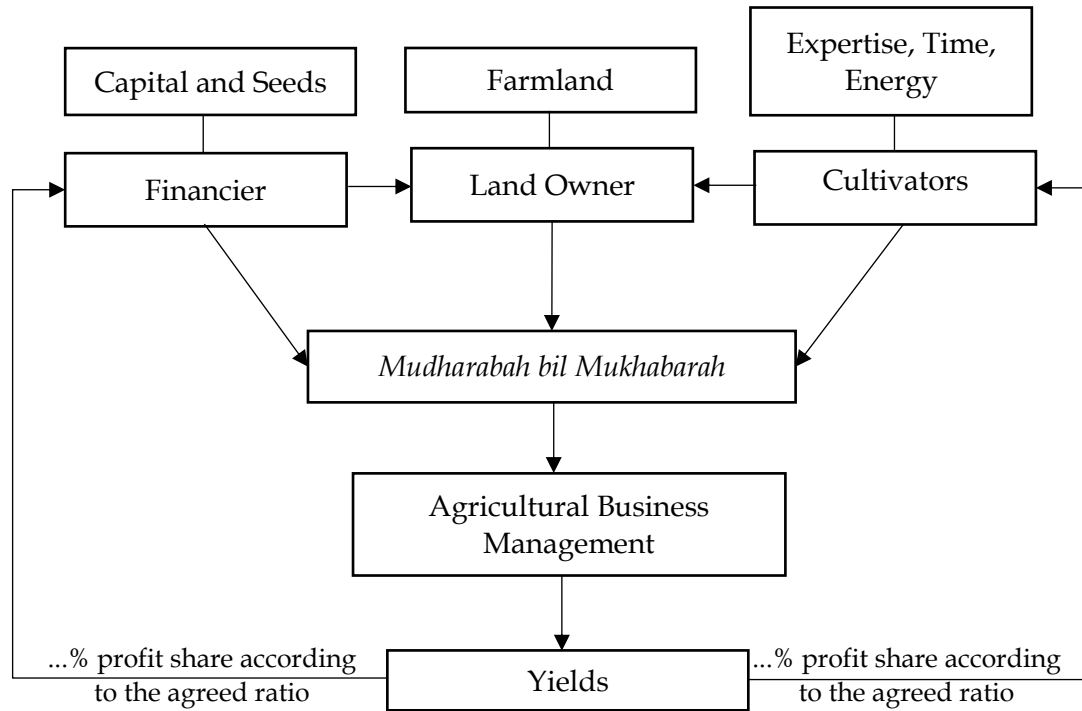 Capital and Seeds
Farmland
Expertise, Time,
Energy
Financier
Land Owner
Cultivators
Mudharabah bil Mukhabarah
Agricultural Business
Management
...% profit share according
to the agreed ratio
Yields
...% profit share according
to the agreed ratio